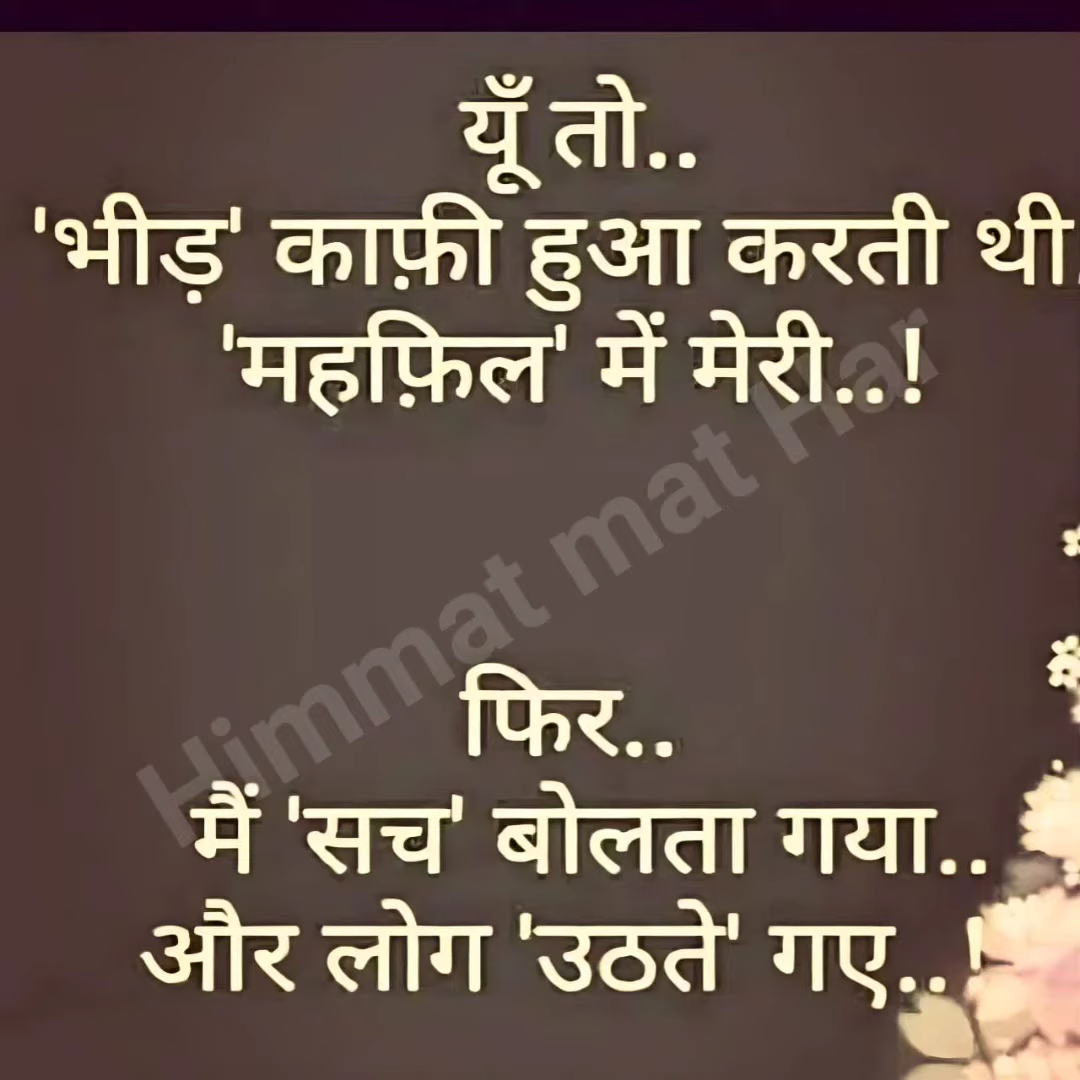 यूँ तो..
'भीड़' काफ़ी हुआ करती थी.
'महफ़िल' में मेरी..!
Himmat mat Har
फिर..
मैं 'सच' बोलता गया..
और लोग 'उठते' गए..!